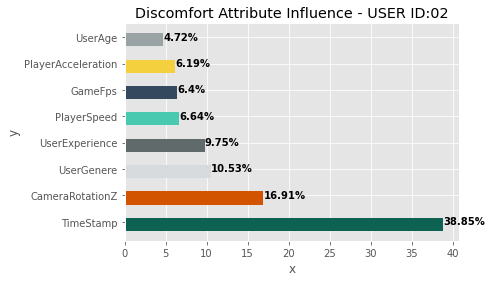 Discomfort Attribute Influence - USER ID:02
UserAge 4.72%
PlayerAcceleration 6.19%
GameFps 6.4%
PlayerSpeed 6.64%
UserExperience 9.75%
UserGenere 10.53%
CameraRotationZ 16.91%
TimeStamp 38.85%
0 5 10 15 20 25 30 35 40
x
y